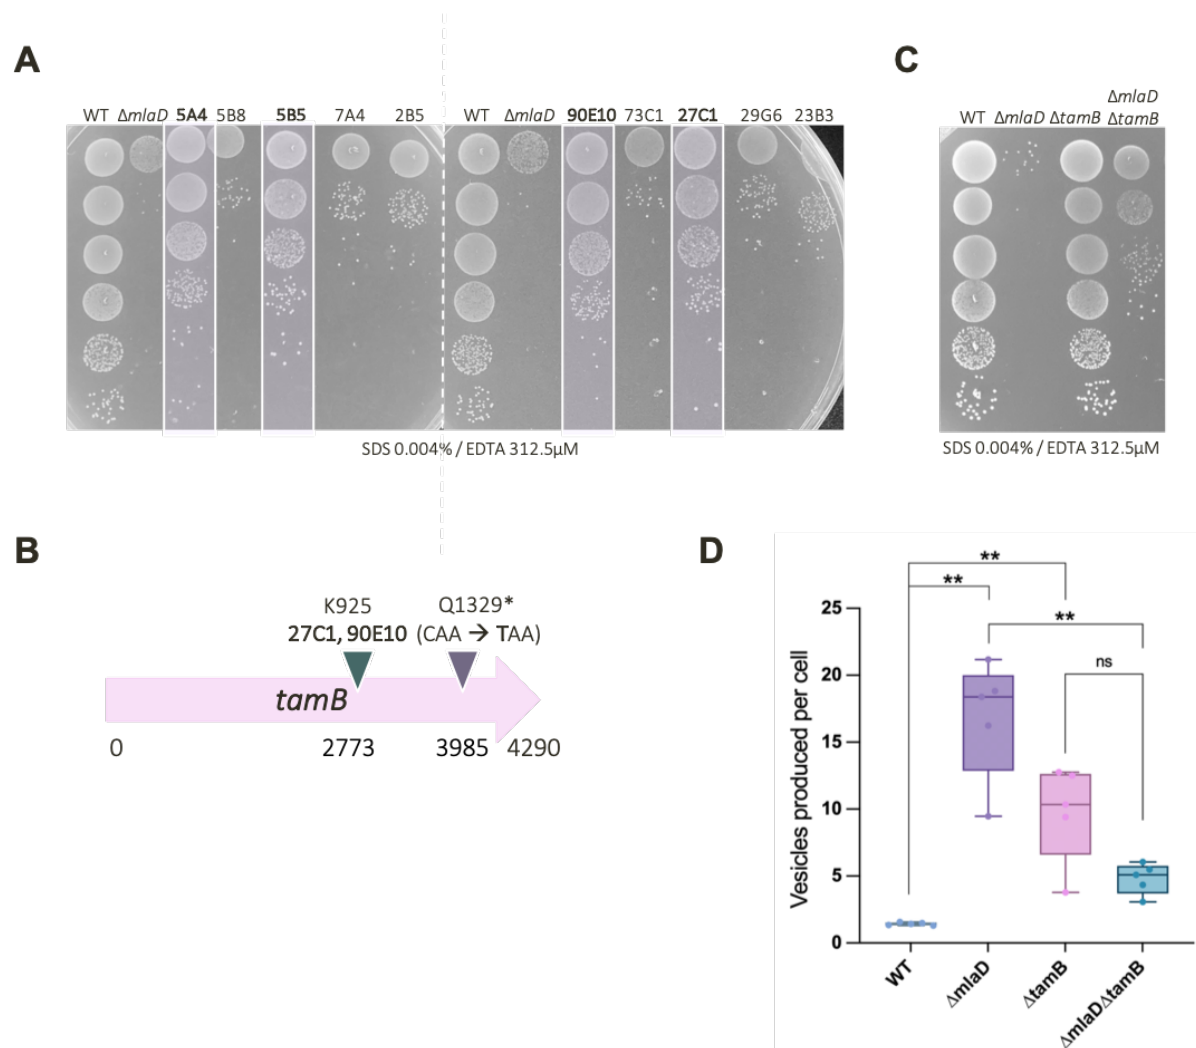 A
WT ΔmlaD 5A4 5B8 5B5 7A4 2B5 WT ΔmlaD 90E10 73C1 27C1 29G6 23B3
SDS 0.004% / EDTA 312.5µM
C
ΔmlaD
WT ΔmlaD ΔtamB ΔtamB
SDS 0.004% / EDTA 312.5µM
B
K925 Q1329*
27C1, 90E10 (CAA → TAA)
tamB
0 2773 3985 4290
D
**
**
**
ns
Vesicles produced per cell
25
20
15
10
5
0
WT
ΔmlaD
ΔtamB
ΔmlaDΔtamB